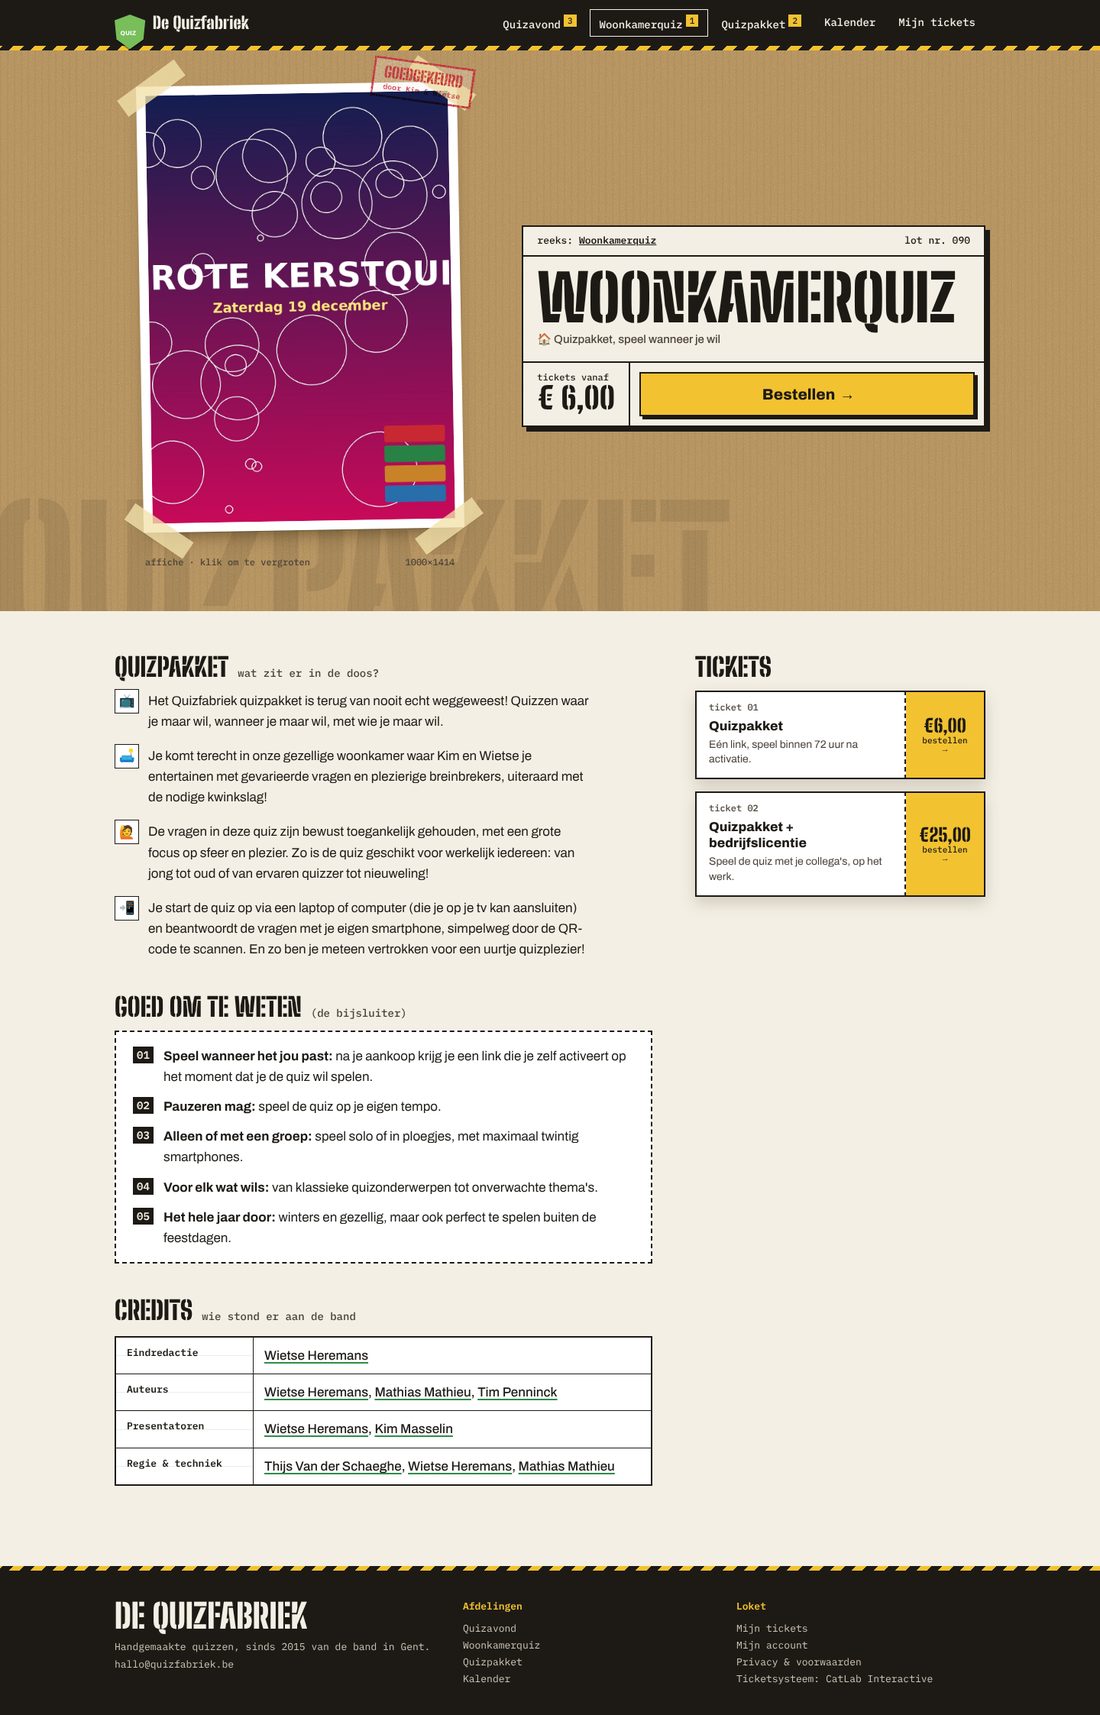 QUIZ
De Quizfabriek
Quizavond 3
Woonkamerquiz 1
Quizpakket 2
Kalender
Mijn tickets
GOEDGEKEURD
door Kim &
ROTE KERSTQUI
Zaterdag 19 december
reeks: Woonkamerquiz
lot nr. 090
WOONKAMERQUIZ
🏠 Quizpakket, speel wanneer je wil
tickets vanaf
€ 6,00
Bestellen →
QUIZPAKKET
affiche · klik om te vergroten
1000×1414
QUIZPAKKET wat zit er in de doos?
Het Quizfabriek quizpakket is terug van nooit echt weggeweest! Quizzen waar
je maar wil, wanneer je maar wil, met wie je maar wil.
Je komt terecht in onze gezellige woonkamer waar Kim en Wietse je
entertainen met gevarieerde vragen en plezierige breinbrekers, uiteraard met
de nodige kwinkslag!
De vragen in deze quiz zijn bewust toegankelijk gehouden, met een grote
focus op sfeer en plezier. Zo is de quiz geschikt voor werkelijk iedereen: van
jong tot oud of van ervaren quizzer tot nieuweling!
Je start de quiz op via een laptop of computer (die je op je tv kan aansluiten)
en beantwoordt de vragen met je eigen smartphone, simpelweg door de QR-
code te scannen. En zo ben je meteen vertrokken voor een uurtje quizplezier!
TICKETS
ticket 01
Quizpakket
Eén link, speel binnen 72 uur na
activatie.
€6,00
bestellen
→
ticket 02
Quizpakket +
bedrijfslicentie
Speel de quiz met je collega's, op het
werk.
€25,00
bestellen
→
GOED OM TE WETEN (de bijsluiter)
01 Speel wanneer het jou past: na je aankoop krijg je een link die je zelf activeert op
het moment dat je de quiz wil spelen.
02 Pauzeren mag: speel de quiz op je eigen tempo.
03 Alleen of met een groep: speel solo of in ploegjes, met maximaal twintig
smartphones.
04 Voor elk wat wils: van klassieke quizonderwerpen tot onverwachte thema's.
05 Het hele jaar door: winters en gezellig, maar ook perfect te spelen buiten de
feestdagen.
CREDITS wie stond er aan de band
Eindredactie Wietse Heremans
Auteurs Wietse Heremans, Mathias Mathieu, Tim Penninck
Presentatoren Wietse Heremans, Kim Masselin
Regie & techniek Thijs Van der Schaeghe, Wietse Heremans, Mathias Mathieu
DE QUIZFABRIEK
Handgemaakte quizzen, sinds 2015 van de band in Gent.
hallo@quizfabriek.be
Afdelingen
Quizavond
Woonkamerquiz
Quizpakket
Kalender
Loket
Mijn tickets
Mijn account
Privacy & voorwaarden
Ticketsysteem: CatLab Interactive